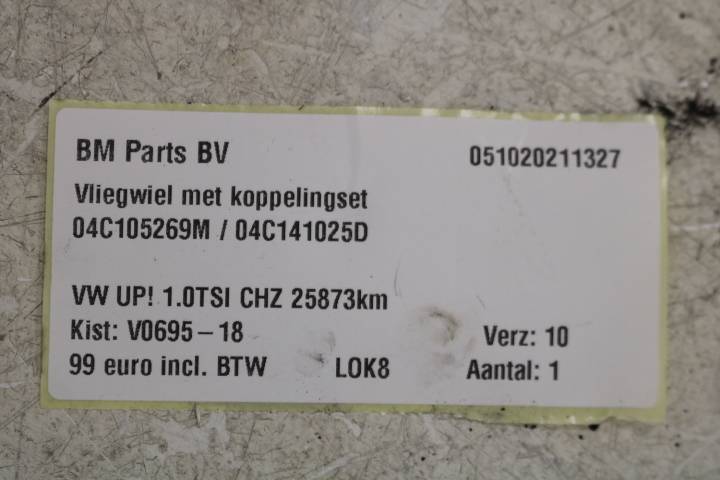 BM Parts BV 051020211327
Vliegwiel met koppelingset
04C105269M / 04C141025D
VW UP! 1.0TSI CHZ 25873km
Kist: V0695-18 Verz: 10
99 euro incl. BTW LOK8 Aantal: 1